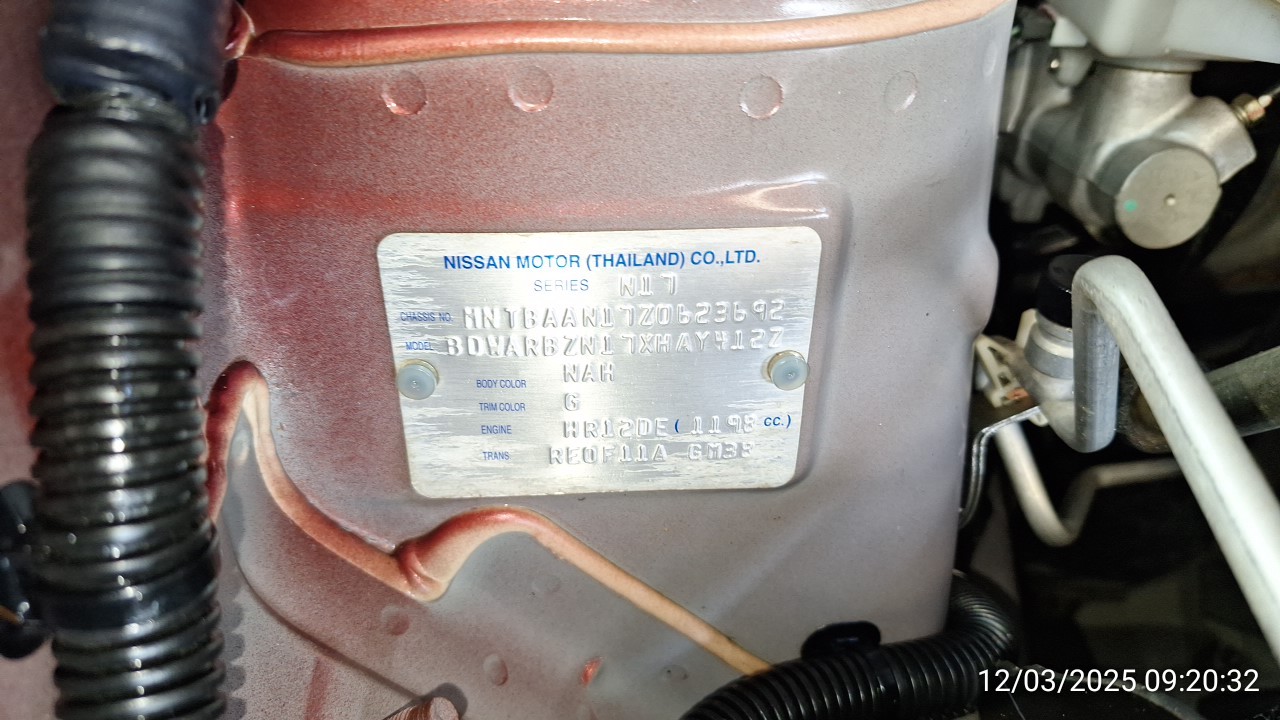 NISSAN MOTOR (THAILAND) CO.,LTD.
SERIES N17
CHASSIS NO. MNTBAAN17Z0623692
MODEL BDWARBZN17XHAY412Z
BODY COLOR NAH
TRIM COLOR G
ENGINE HR12DE ( 1198 CC.)
TRANS RE0F11A GM38
12/03/2025 09:20:32